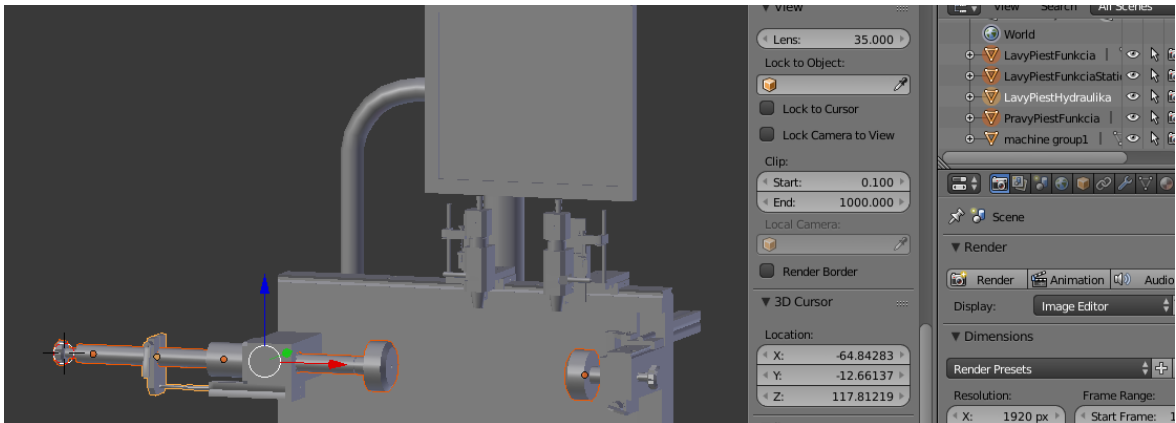 View
Lens: 35.000
Lock to Object:
Lock to Cursor
Lock Camera to View
Clip:
Start: 0.100
End: 1000.000
Local Camera:
Render Border
3D Cursor
Location:
X: -64.84283
Y: -12.66137
Z: 117.81219
View Search All Scenes
World
LavyPiestFunkcia
LavyPiestFunkciaStati
LavyPiestHydraulika
PravyPiestFunkcia
machine group1
Scene
Render
Render Animation Audio
Display: Image Editor
Dimensions
Render Presets
Resolution: Frame Range:
X: 1920 px Start Frame: 1